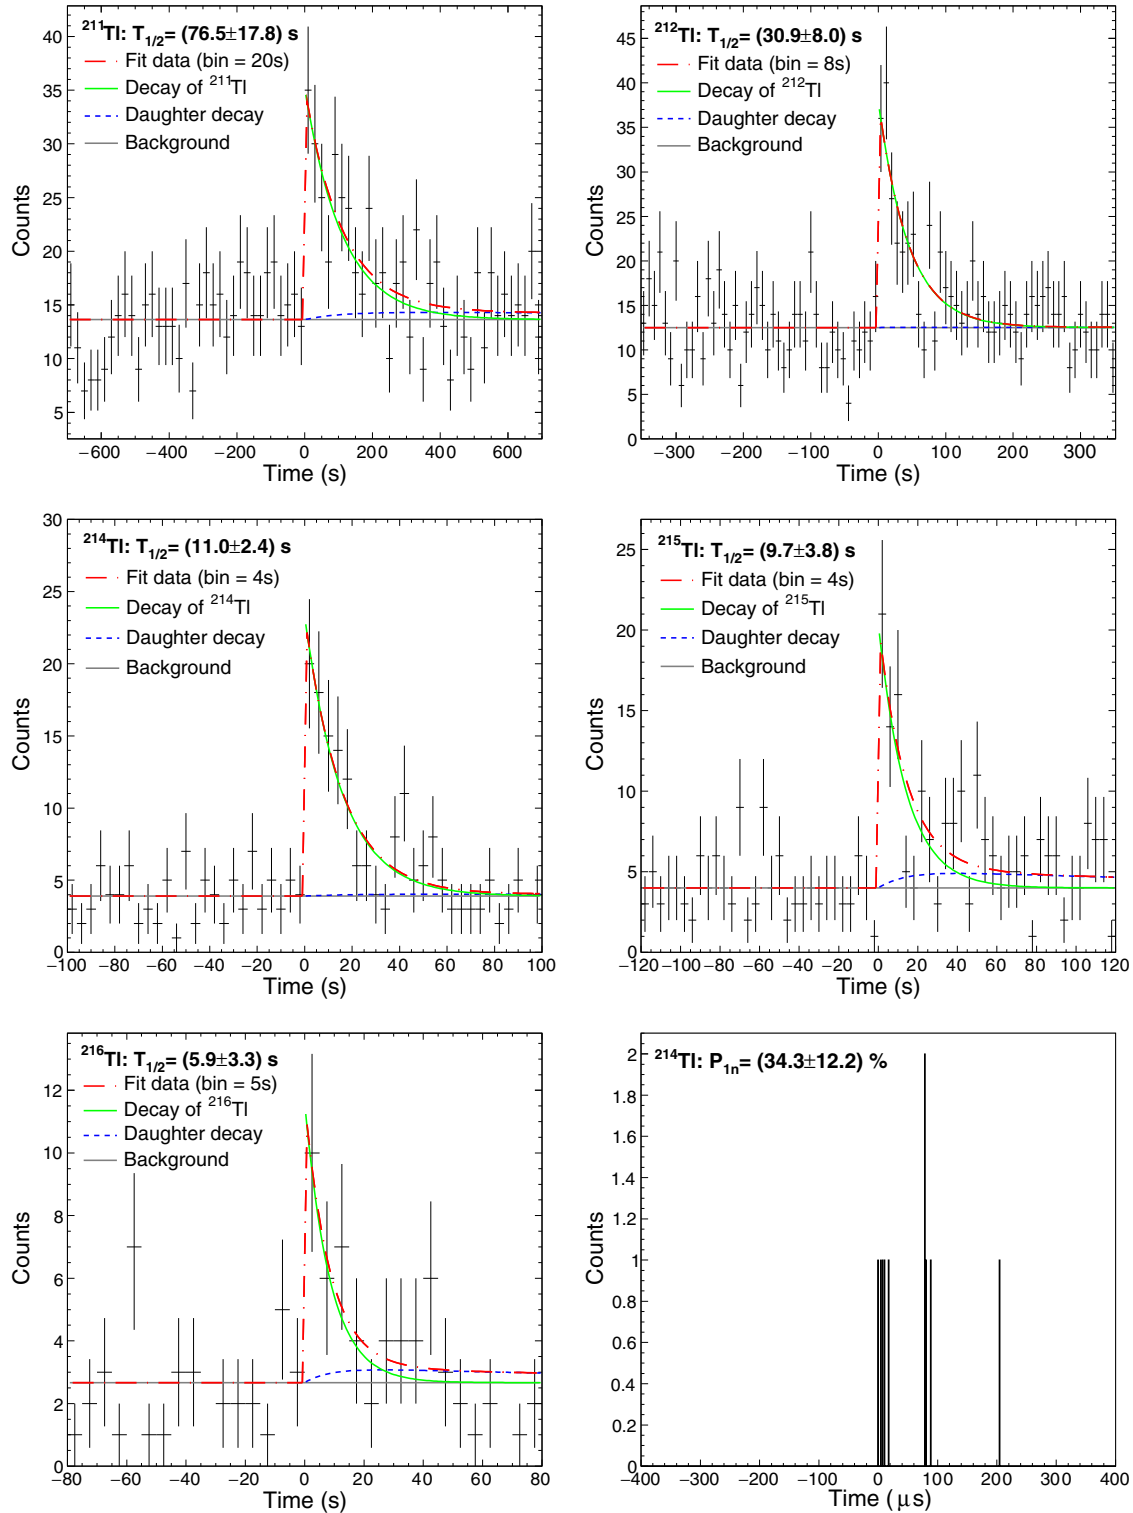 ²¹¹Tl: T₁/₂= (76.5±17.8) s
Fit data (bin = 20s)
Decay of ²¹¹Tl
Daughter decay
Background
Counts
40
35
30
25
20
15
10
5
−600 −400 −200 0 200 400 600
Time (s)
²¹²Tl: T₁/₂= (30.9±8.0) s
Fit data (bin = 8s)
Decay of ²¹²Tl
Daughter decay
Background
Counts
45
40
35
30
25
20
15
10
5
0
−300 −200 −100 0 100 200 300
Time (s)
²¹⁴Tl: T₁/₂= (11.0±2.4) s
Fit data (bin = 4s)
Decay of ²¹⁴Tl
Daughter decay
Background
Counts
30
25
20
15
10
5
0
−100 −80 −60 −40 −20 0 20 40 60 80 100
Time (s)
²¹⁵Tl: T₁/₂= (9.7±3.8) s
Fit data (bin = 4s)
Decay of ²¹⁵Tl
Daughter decay
Background
Counts
25
20
15
10
5
0
−120 −100 −80 −60 −40 −20 0 20 40 60 80 100 120
Time (s)
²¹⁶Tl: T₁/₂= (5.9±3.3) s
Fit data (bin = 5s)
Decay of ²¹⁶Tl
Daughter decay
Background
Counts
12
10
8
6
4
2
0
−80 −60 −40 −20 0 20 40 60 80
Time (s)
²¹⁴Tl: P₁ₙ= (34.3±12.2) %
Counts
2
1.8
1.6
1.4
1.2
1
0.8
0.6
0.4
0.2
0
−400 −300 −200 −100 0 100 200 300 400
Time ( μs)